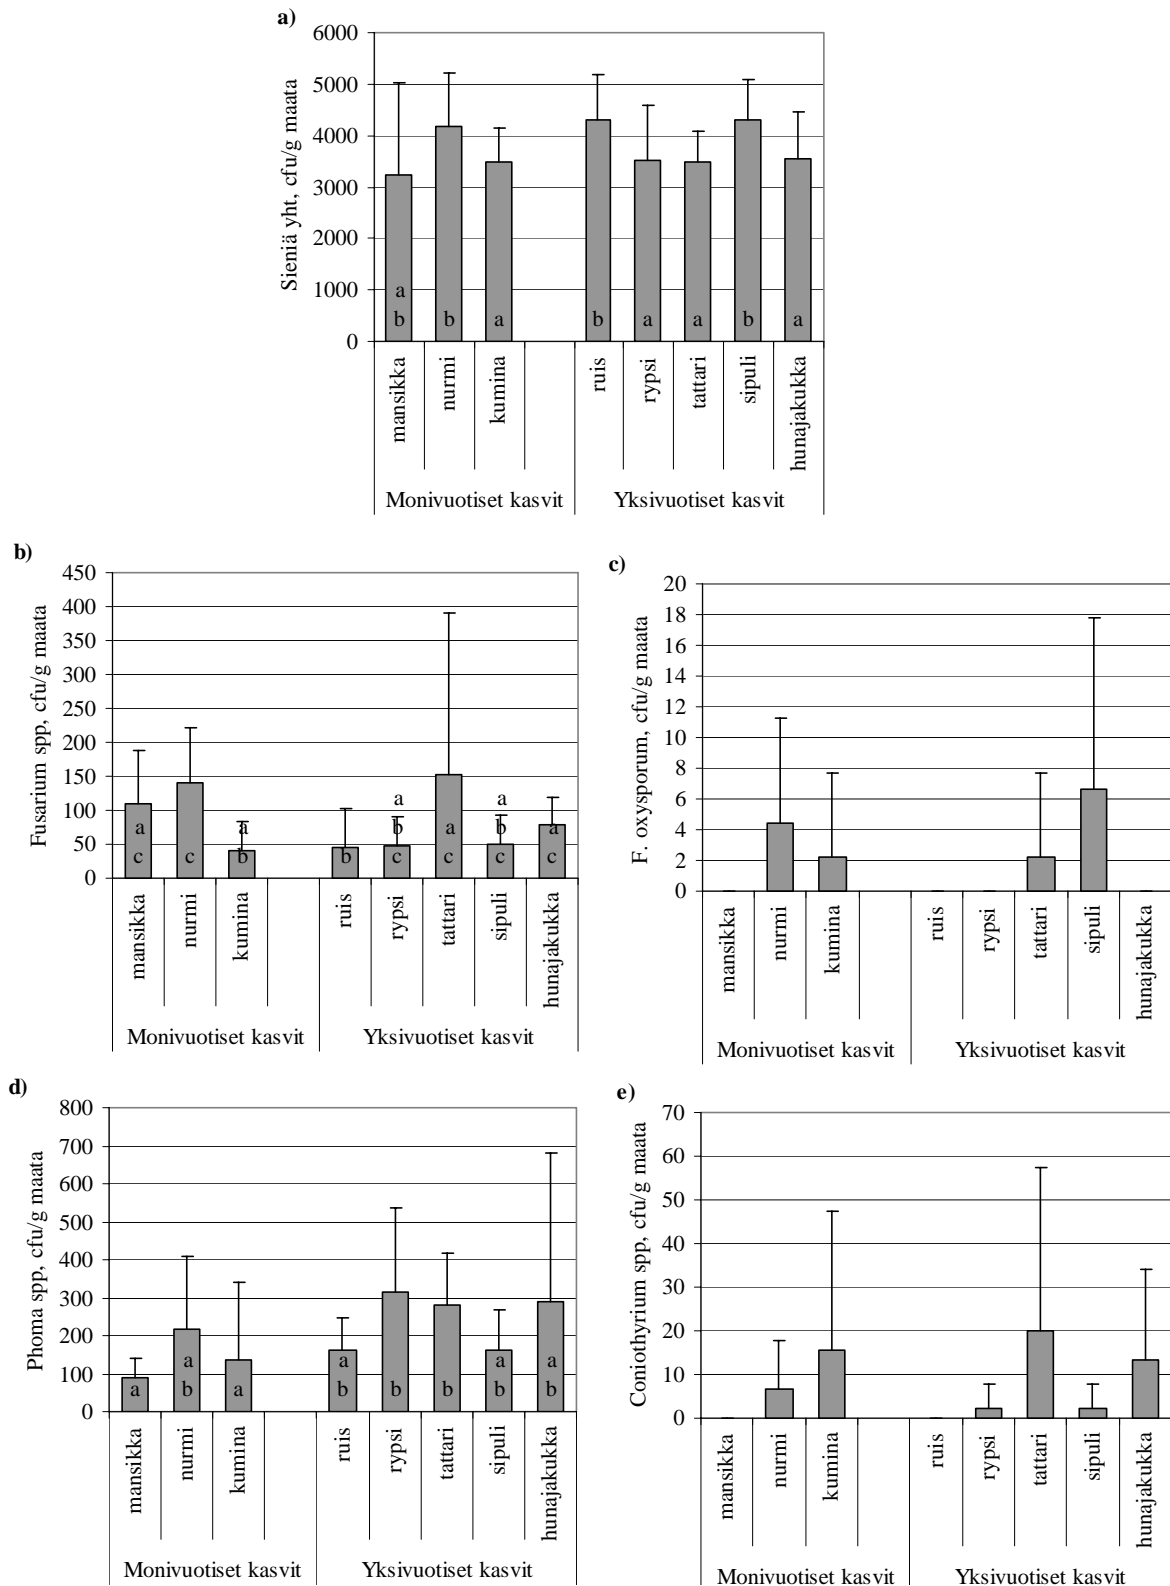 a)
Sieniä yht, cfu/g maata
6000
5000
4000
3000
2000
1000
0
a
b b a b a a b a
mansikka nurmi kumina ruis rypsi tattari sipuli hunajakukka
Monivuotiset kasvit Yksivuotiset kasvit
b)
Fusarium spp, cfu/g maata
450
400
350
300
250
200
150
100
50
0
a a
a a b a b a
c c b b c c c c
mansikka nurmi kumina ruis rypsi tattari sipuli hunajakukka
Monivuotiset kasvit Yksivuotiset kasvit
c)
F. oxysporum, cfu/g maata
20
18
16
14
12
10
8
6
4
2
0
mansikka nurmi kumina ruis rypsi tattari sipuli hunajakukka
Monivuotiset kasvit Yksivuotiset kasvit
d)
Phoma spp, cfu/g maata
800
700
600
500
400
300
200
100
0
a a a a
a b a b b b b b
mansikka nurmi kumina ruis rypsi tattari sipuli hunajakukka
Monivuotiset kasvit Yksivuotiset kasvit
e)
Coniothyrium spp, cfu/g maata
70
60
50
40
30
20
10
0
mansikka nurmi kumina ruis rypsi tattari sipuli hunajakukka
Monivuotiset kasvit Yksivuotiset kasvit